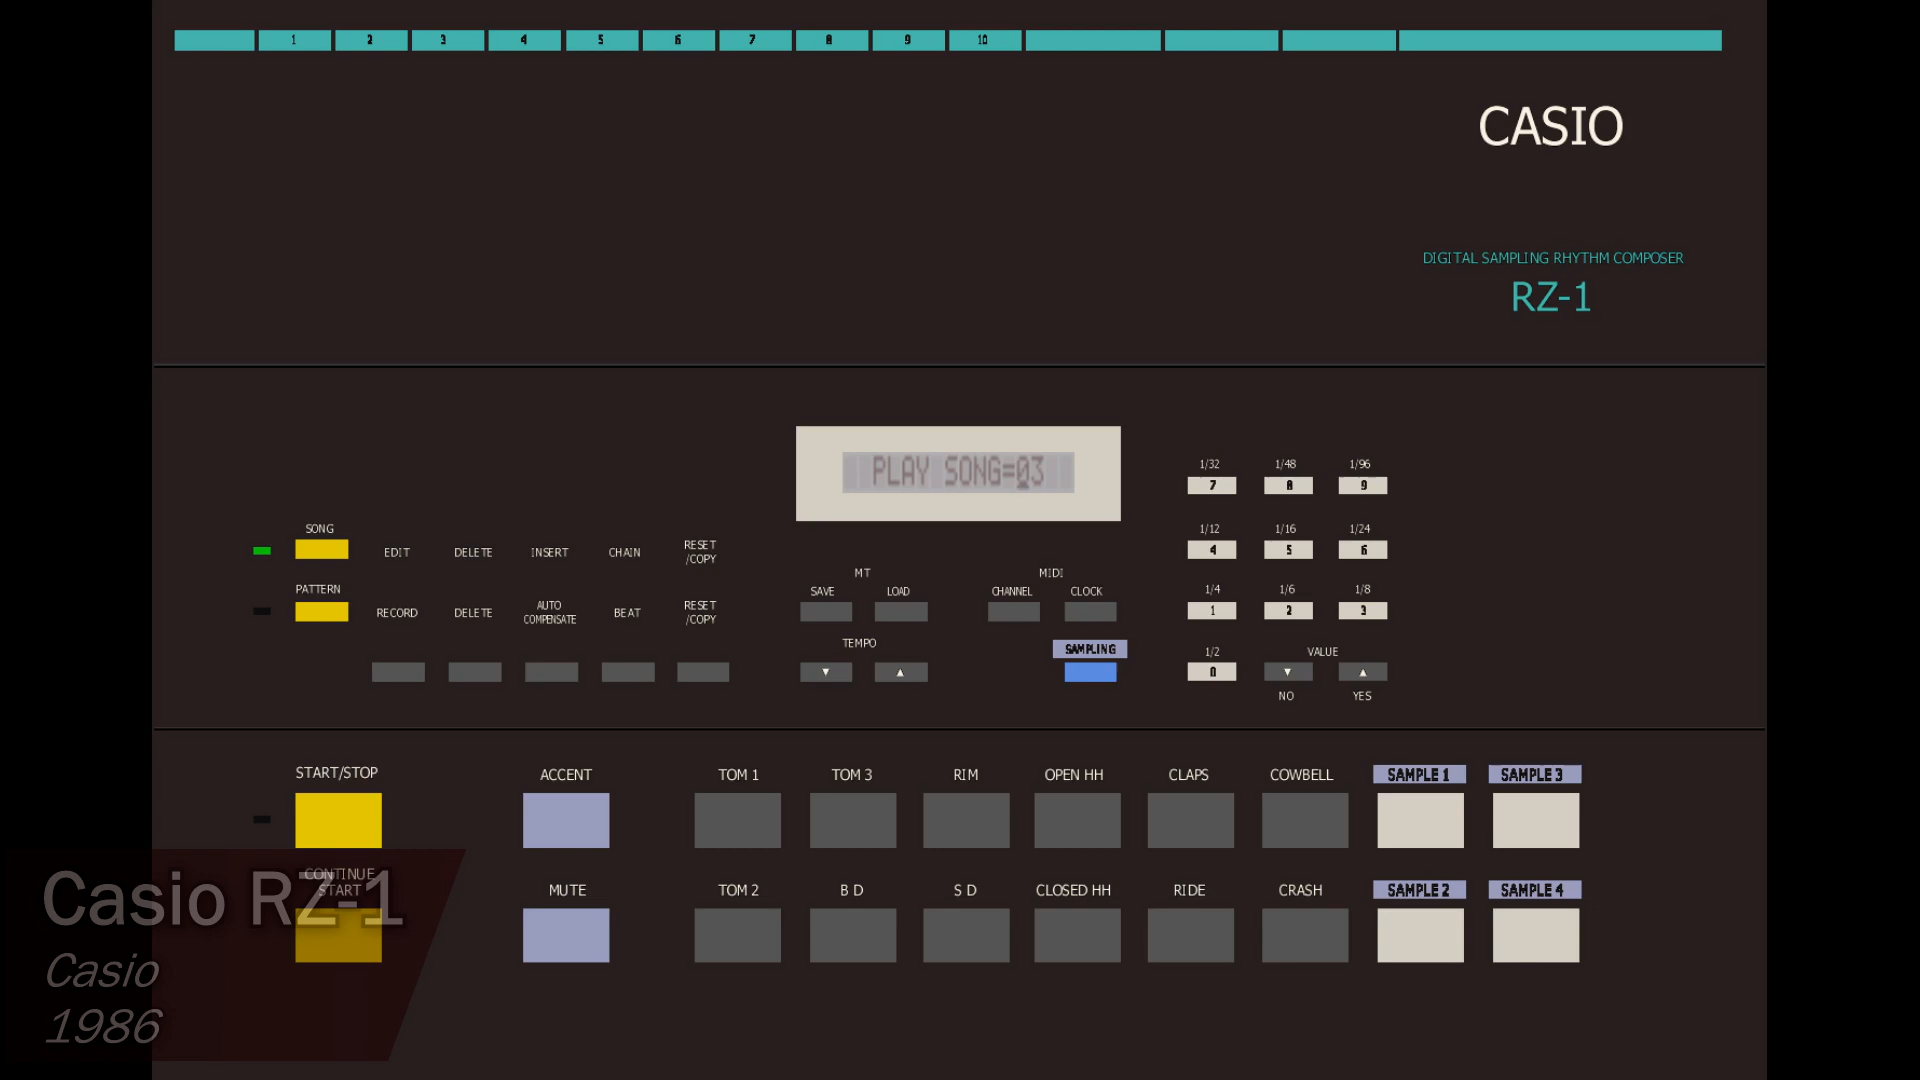 1 2 3 4 5 6 7 8 9 10
CASIO
DIGITAL SAMPLING RHYTHM COMPOSER
RZ-1
PLAY SONG=03
1/32 1/48 1/96
7 8 9
SONG
EDIT DELETE INSERT CHAIN RESET /COPY
1/12 1/16 1/24
4 5 6
MT MIDI
PATTERN
SAVE LOAD CHANNEL CLOCK
1/4 1/6 1/8
1 2 3
RECORD DELETE AUTO COMPENSATE BEAT RESET /COPY
TEMPO
SAMPLING
1/2 VALUE
▼ ▲ 0 ▼ ▲
NO YES
START/STOP ACCENT TOM 1 TOM 3 RIM OPEN HH CLAPS COWBELL SAMPLE 1 SAMPLE 3
CONTINUE
START
MUTE TOM 2 B D S D CLOSED HH RIDE CRASH SAMPLE 2 SAMPLE 4
Casio RZ-1
Casio
1986